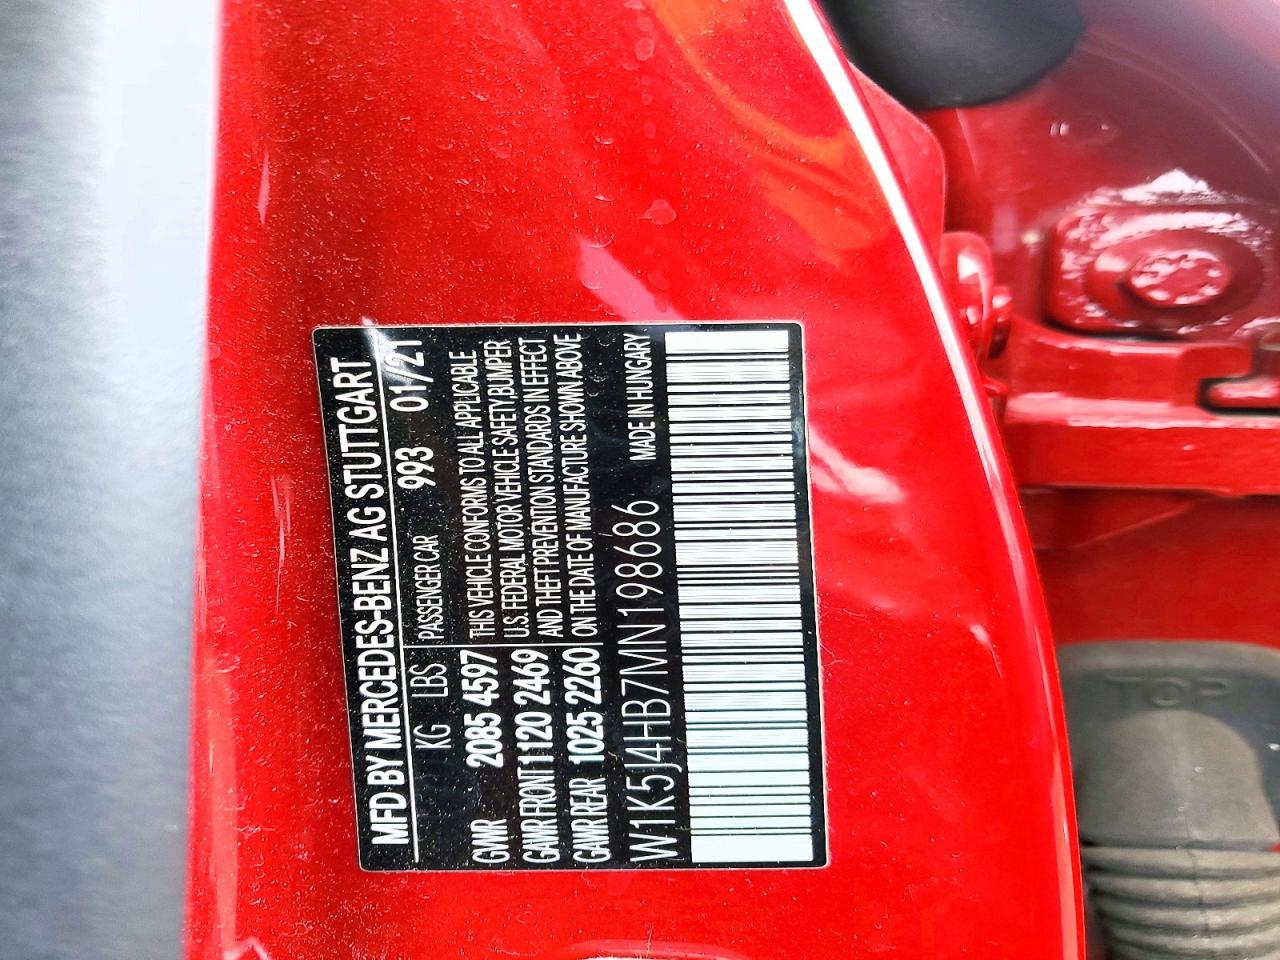 MFD BY MERCEDES-BENZ AG STUTTGART
KG LBS PASSENGER CAR 993 01/21
GVWR 2085 4597 THIS VEHICLE CONFORMS TO ALL APPLICABLE
GAWR FRONT 1120 2469 U.S. FEDERAL MOTOR VEHICLE SAFETY, BUMPER
AND THEFT PREVENTION STANDARDS IN EFFECT
GAWR REAR 1025 2260 ON THE DATE OF MANUFACTURE SHOWN ABOVE
W1K5J4HB7MN198686 MADE IN HUNGARY
TOP